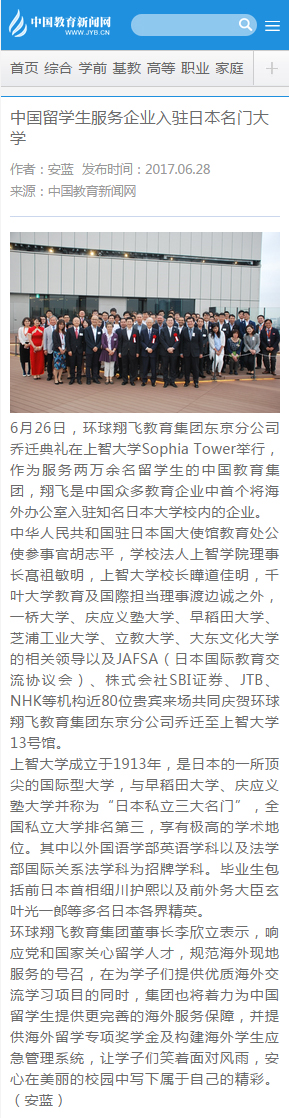 中国教育新闻网
WWW.JYB.CN
首页 综合 学前 基教 高等 职业 家庭
中国留学生服务企业入驻日本名门大
学
作者：安蓝 发布时间：2017.06.28
来源：中国教育新闻网
6月26日，环球翔飞教育集团东京分公司
乔迁典礼在上智大学Sophia Tower举行，
作为服务两万余名留学生的中国教育集
团，翔飞是中国众多教育企业中首个将海
外办公室入驻知名日本大学校内的企业。
中华人民共和国驻日本国大使馆教育处公
使参事官胡志平，学校法人上智学院理事
长髙祖敏明，上智大学校长曄道佳明，千
叶大学教育及国際担当理事渡边诚之外，
一桥大学、庆应义塾大学、早稻田大学、
芝浦工业大学、立教大学、大东文化大学
的相关领导以及JAFSA（日本国际教育交
流协议会）、株式会社SBI证券、JTB、
NHK等机构近80位贵宾来场共同庆贺环球
翔飞教育集团东京分公司乔迁至上智大学
13号馆。
上智大学成立于1913年，是日本的一所顶
尖的国际型大学，与早稻田大学、庆应义
塾大学并称为“日本私立三大名门”，全
国私立大学排名第三，享有极高的学术地
位。其中以外国语学部英语学科以及法学
部国际关系法学科为招牌学科。毕业生包
括前日本首相细川护熙以及前外务大臣玄
叶光一郎等多名日本各界精英。
环球翔飞教育集团董事长李欣立表示，响
应党和国家关心留学人才，规范海外现地
服务的号召，在为学子们提供优质海外交
流学习项目的同时，集团也将着力为中国
留学生提供更完善的海外服务保障，并提
供海外留学专项奖学金及构建海外学生应
急管理系统，让学子们笑着面对风雨，安
心在美丽的校园中写下属于自己的精彩。
（安蓝）